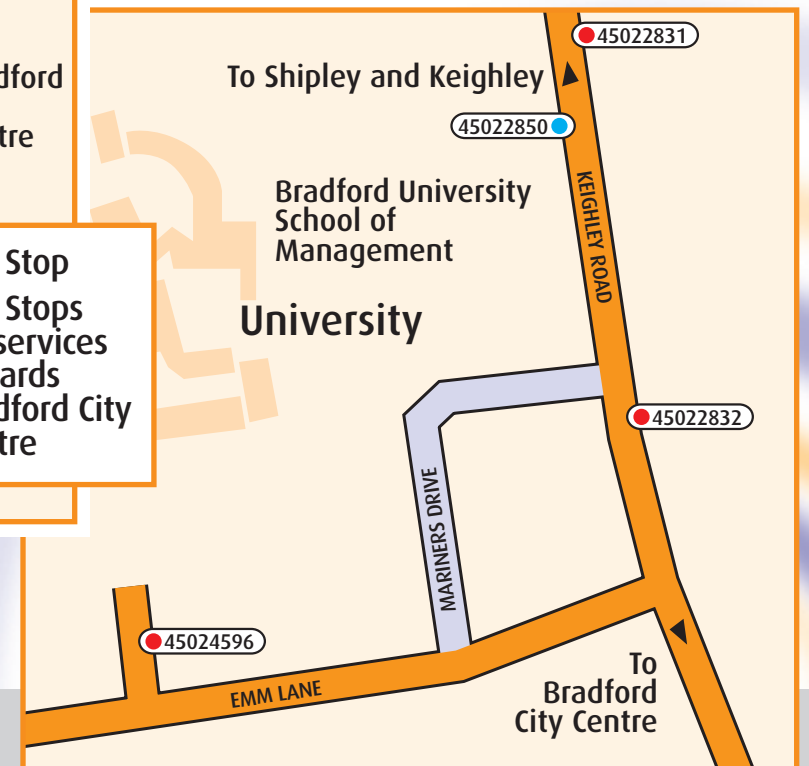 dford
tre
Stop
Stops
services
ards
dford City
tre
45022831
To Shipley and Keighley
45022850
Bradford University
School of
Management
KEIGHLEY ROAD
University
45022832
MARINERS DRIVE
45024596
EMM LANE
To
Bradford
City Centre